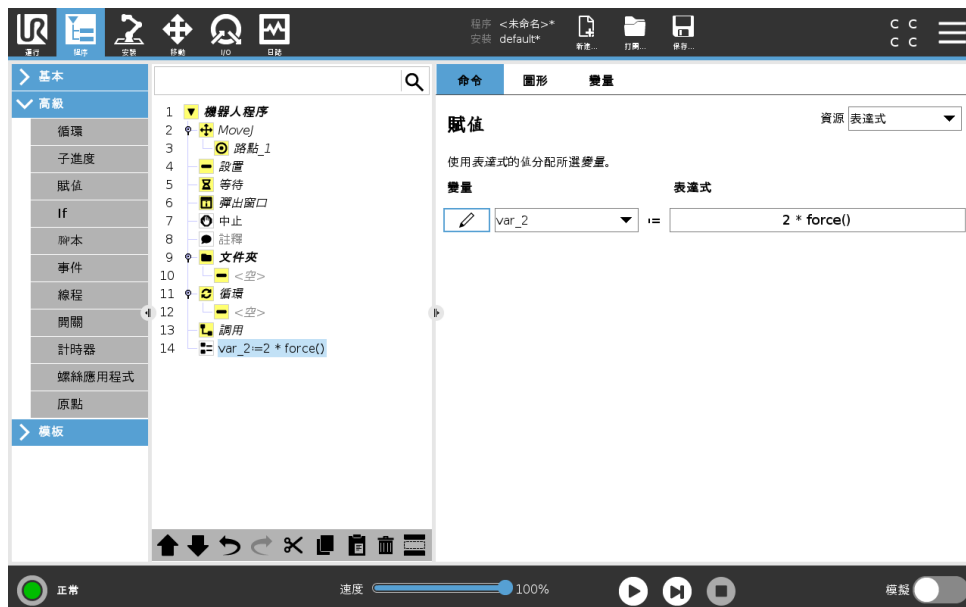 UR
運行
程序
安裝
移動
I/O
日誌
程序 <未命名>*
安裝 default*
新建...
打開...
保存...
C C
C C
基本
高級
循環
子進度
賦值
If
腳本
事件
線程
開關
計時器
螺絲應用程式
原點
模板
1 機器人程序
2 MoveJ
3 路點_1
4 設置
5 等待
6 彈出窗口
7 中止
8 註釋
9 文件夾
10 <空>
11 循環
12 <空>
13 調用
14 var_2:=2 * force()
命令 圖形 變量
賦值
資源 表達式
使用表達式的值分配所選變量。
變量 表達式
var_2 := 2 * force()
正常
速度 100%
模擬